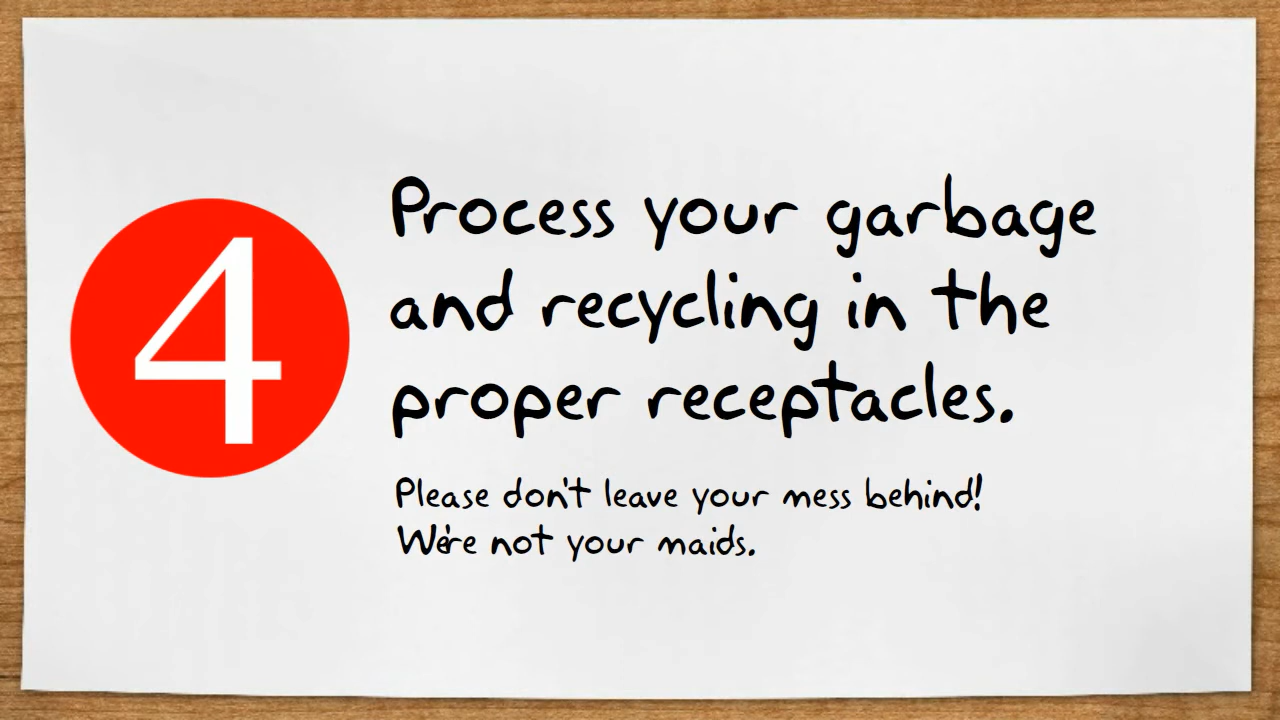 4
Process your garbage
and recycling in the
proper receptacles.
Please don't leave your mess behind!
We're not your maids.